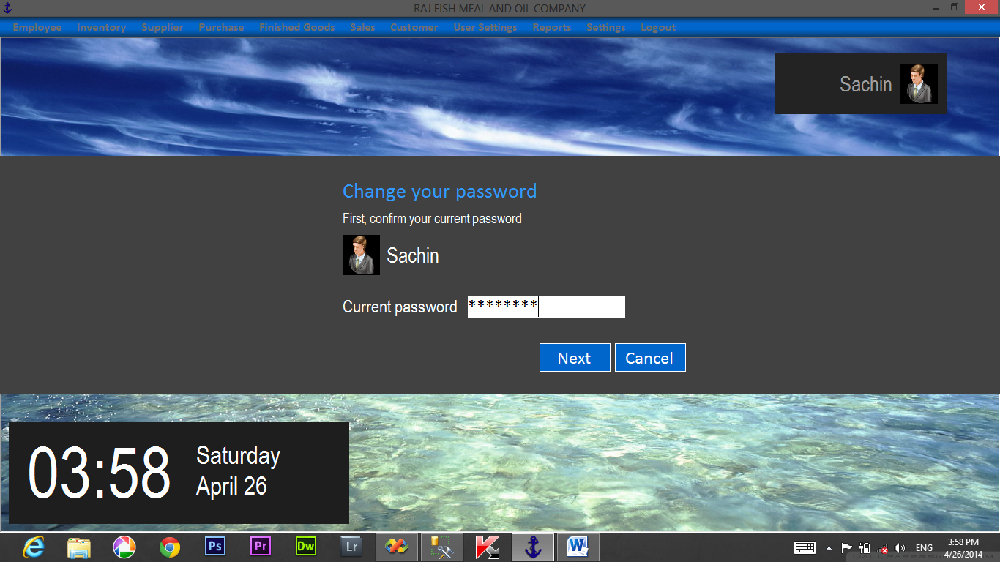 RAJ FISH MEAL AND OIL COMPANY
Employee Inventory Supplier Purchase Finished Goods Sales Customer User Settings Reports Settings Logout
Sachin
Change your password
First, confirm your current password
Sachin
Current password ********
Next Cancel
03:58
Saturday
April 26
Ps Pr Dw Lr W
ENG
3:58 PM
4/26/2014